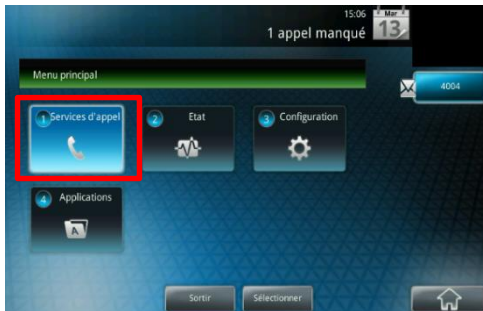 15:06
Mar
13
1 appel manqué
Menu principal
4004
1 Services d'appel
2 Etat
3 Configuration
4 Applications
A
Sortir
Sélectionner